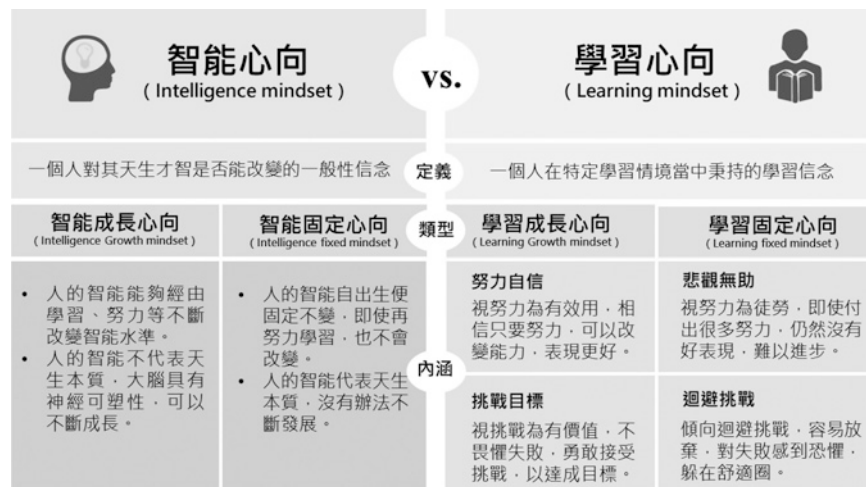 智能心向
( Intelligence mindset )
vs.
學習心向
( Learning mindset )
一個人對其天生才智是否能改變的一般性信念
定義
一個人在特定學習情境當中秉持的學習信念
智能成長心向
( Intelligence Growth mindset )
智能固定心向
( Intelligence fixed mindset )
類型
學習成長心向
( Learning Growth mindset )
學習固定心向
( Learning fixed mindset )
• 人的智能能夠經由
學習、努力等不斷
改變智能水準。
• 人的智能不代表天
生本質，大腦具有
神經可塑性，可以
不斷成長。
• 人的智能自出生便
固定不變，即使再
努力學習，也不會
改變。
• 人的智能代表天生
本質，沒有辦法不
斷發展。
內涵
努力自信
視努力為有效用，相
信只要努力，可以改
變能力，表現更好。
悲觀無助
視努力為徒勞，即使付
出很多努力，仍然沒有
好表現，難以進步。
挑戰目標
視挑戰為有價值，不
畏懼失敗，勇敢接受
挑戰，以達成目標。
迴避挑戰
傾向迴避挑戰，容易放
棄，對失敗感到恐懼，
躲在舒適圈。